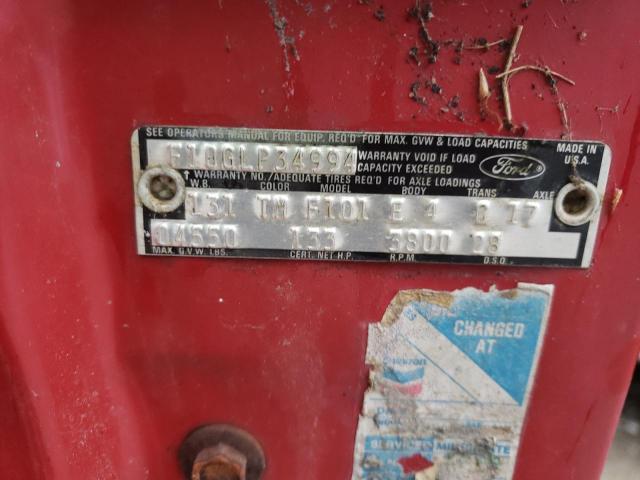 SEE OPERATORS MANUAL FOR EQUIP. REQ'D FOR MAX. GVW & LOAD CAPACITIES
F10GLP34994 WARRANTY VOID IF LOAD CAPACITY EXCEEDED
Ford
MADE IN U.S.A.
WARRANTY NO./ADEQUATE TIRES REQ'D FOR AXLE LOADINGS
W.B. COLOR MODEL BODY TRANS AXLE
131 TM F101 E 4 G 17
04550 133 3800 D8
MAX. G.V.W. LBS. CERT. NET H.P. R.P.M. D.S.O.
CHANGED
AT